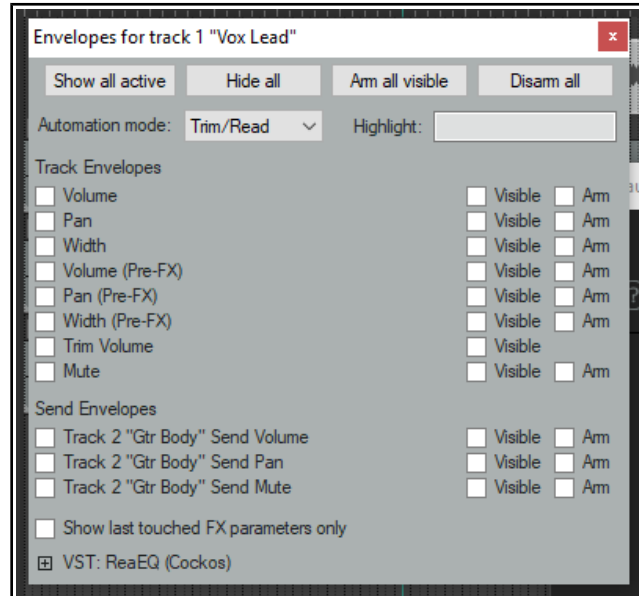 Envelopes for track 1 "Vox Lead" x
Show all active Hide all Arm all visible Disarm all
Automation mode: Trim/Read Highlight:
Track Envelopes
Volume Visible Arm
Pan Visible Arm
Width Visible Arm
Volume (Pre-FX) Visible Arm
Pan (Pre-FX) Visible Arm
Width (Pre-FX) Visible Arm
Trim Volume Visible
Mute Visible Arm
Send Envelopes
Track 2 "Gtr Body" Send Volume Visible Arm
Track 2 "Gtr Body" Send Pan Visible Arm
Track 2 "Gtr Body" Send Mute Visible Arm
Show last touched FX parameters only
VST: ReaEQ (Cockos)